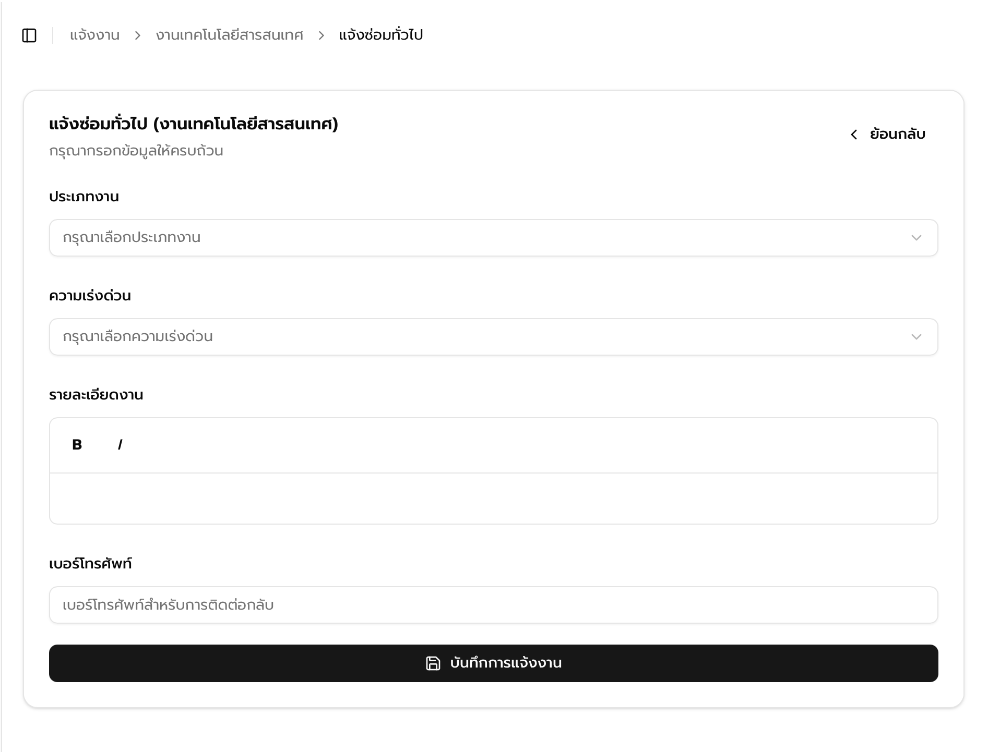 แจ้งงาน > งานเทคโนโลยีสารสนเทศ > แจ้งซ่อมทั่วไป
แจ้งซ่อมทั่วไป (งานเทคโนโลยีสารสนเทศ)
ย้อนกลับ
กรุณากรอกข้อมูลให้ครบถ้วน
ประเภทงาน
กรุณาเลือกประเภทงาน
ความเร่งด่วน
กรุณาเลือกความเร่งด่วน
รายละเอียดงาน
B I
เบอร์โทรศัพท์
เบอร์โทรศัพท์สำหรับการติดต่อกลับ
บันทึกการแจ้งงาน